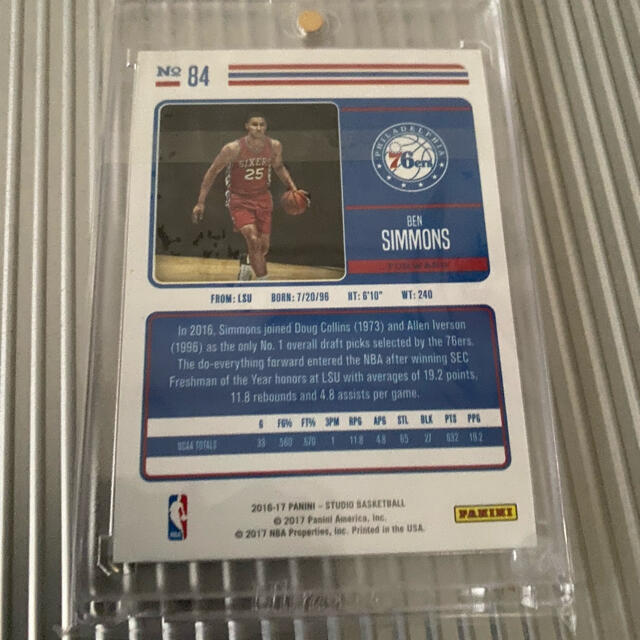 No 84
SIXERS
25
PHILADELPHIA
76ERS
BEN
SIMMONS
FORWARD
FROM: LSU BORN: 7/20/96 HT: 6'10" WT: 240
In 2016, Simmons joined Doug Collins (1973) and Allen Iverson
(1996) as the only No. 1 overall draft picks selected by the 76ers.
The do-everything forward entered the NBA after winning SEC
Freshman of the Year honors at LSU with averages of 19.2 points,
11.8 rebounds and 4.8 assists per game.
G FG% FT% 3PM RPG APG STL BLK PTS PPG
NCAA TOTALS 33 .560 .670 1 11.8 4.8 65 27 632 19.2
2016-17 PANINI – STUDIO BASKETBALL
© 2017 Panini America, Inc.
© 2017 NBA Properties, Inc. Printed in the USA.
NBA
PANINI